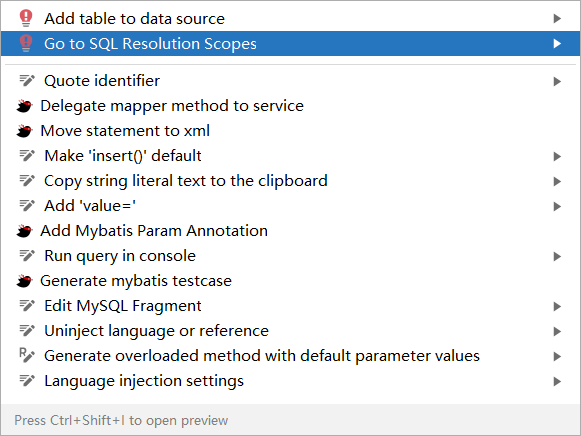 Add table to data source
Go to SQL Resolution Scopes
Quote identifier
Delegate mapper method to service
Move statement to xml
Make 'insert()' default
Copy string literal text to the clipboard
Add 'value='
Add Mybatis Param Annotation
Run query in console
Generate mybatis testcase
Edit MySQL Fragment
Uninject language or reference
Generate overloaded method with default parameter values
Language injection settings
Press Ctrl+Shift+I to open preview